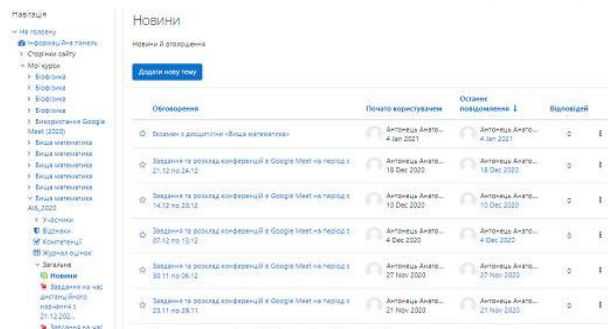 Навігація
На головну
Інформаційна панель
Сторінки сайту
Мої курси
Біофізика
Біофізика
Біофізика
Використання Google
Meet (2020)
Вища математика
Вища математика
Вища математика
Вища математика
Вища математика
АІ6_2020
Учасники
Відзнаки
Компетенції
Журнал оцінок
Загальне
Новини
Завдання на час
дистанційного
навчання з
21.12.202...
Завдання на час
Новини
Новини й оголошення
Додати нову тему
Обговорення
Почато користувачем
Останнє
повідомлення ↓
Відповідей
Екзамен з дисципліни «Вища математика»
Антонець Анато...
4 Jan 2021
Антонець Анато...
4 Jan 2021
0
Завдання та розклад конференцій в Google Meet на період з
21.12 по 24.12
Антонець Анато...
18 Dec 2020
Антонець Анато...
18 Dec 2020
0
Завдання та розклад конференцій в Google Meet на період з
14.12 по 20.12
Антонець Анато...
10 Dec 2020
Антонець Анато...
10 Dec 2020
0
Завдання та розклад конференцій в Google Meet на період з
07.12 по 13.12
Антонець Анато...
4 Dec 2020
Антонець Анато...
4 Dec 2020
0
Завдання та розклад конференцій в Google Meet на період з
30.11 по 06.12
Антонець Анато...
27 Nov 2020
Антонець Анато...
27 Nov 2020
0
Завдання та розклад конференцій в Google Meet на період з
23.11 по 29.11
Антонець Анато...
21 Nov 2020
Антонець Анато...
21 Nov 2020
0